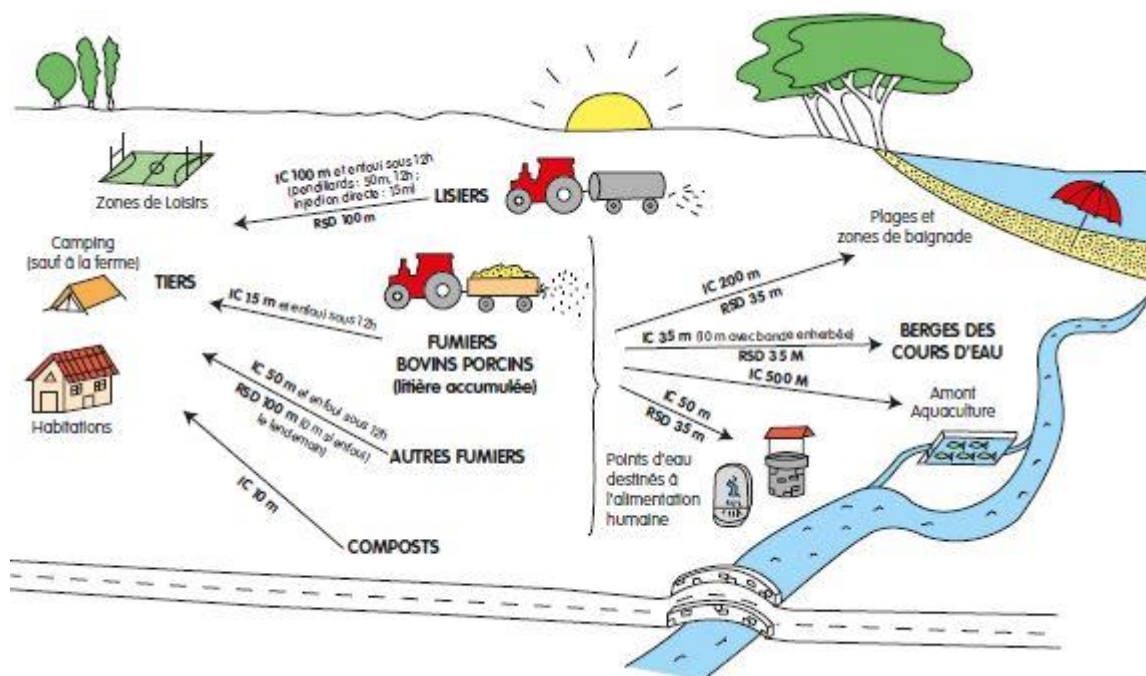 Zones de Loisirs
IC 100 m et enfoui sous 12h
(pendillards : 50m, 12h ;
injection directe : 15m)
RSD 100 m
LISIERS
Plages et
zones de baignade
Camping
(sauf à la ferme)
TIERS
IC 15 m et enfoui sous 12h
FUMIERS
BOVINS PORCINS
(litière accumulée)
IC 200 m
RSD 35 m
IC 35 m (10 m avec bande enherbée)
RSD 35 M
BERGES DES
COURS D'EAU
IC 500 M
Amont
Aquaculture
IC 50 m
RSD 35 m
Habitations
IC 50 m et enfoui sous 12h
RSD 100 m (0 m si enfoui
le lendemain)
AUTRES FUMIERS
Points d'eau
destinés à
l'alimentation
humaine
IC 10 m
COMPOSTS